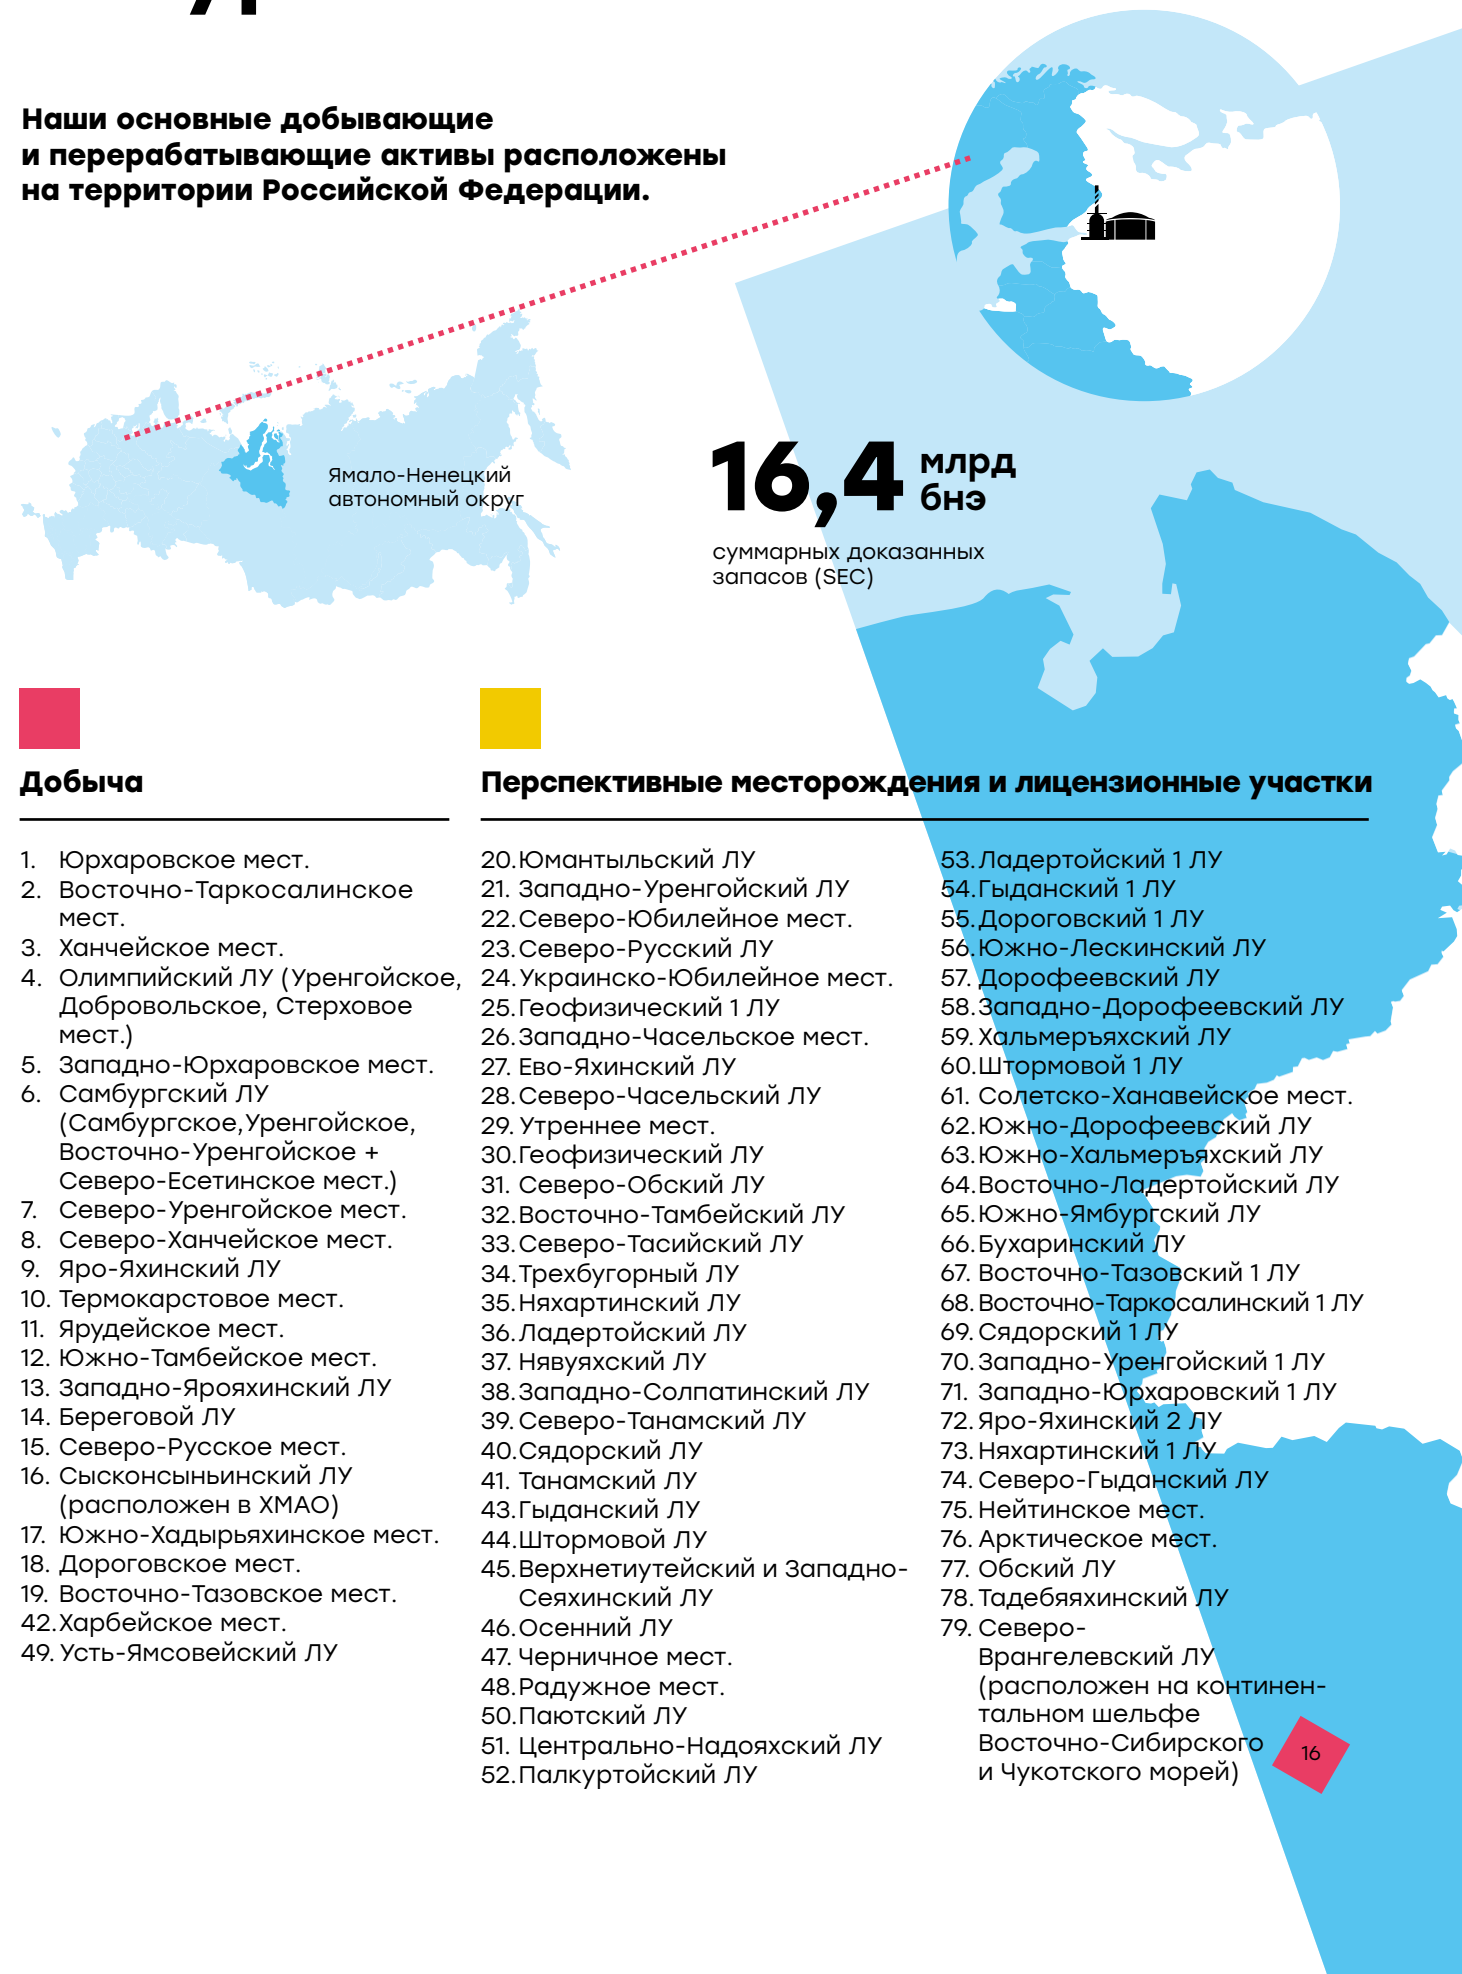 Наши основные добывающие
и перерабатывающие активы расположены
на территории Российской Федерации.
Ямало-Ненецкий
автономный округ
16,4 млрд
бнэ
суммарных доказанных
запасов (SEC)
Добыча
1. Юрхаровское мест.
2. Восточно-Таркосалинское
мест.
3. Ханчейское мест.
4. Олимпийский ЛУ (Уренгойское,
Добровольское, Стерховое
мест.)
5. Западно-Юрхаровское мест.
6. Самбургский ЛУ
(Самбургское,Уренгойское,
Восточно-Уренгойское +
Северо-Есетинское мест.)
7. Северо-Уренгойское мест.
8. Северо-Ханчейское мест.
9. Яро-Яхинский ЛУ
10. Термокарстовое мест.
11. Ярудейское мест.
12. Южно-Тамбейское мест.
13. Западно-Ярояхинский ЛУ
14. Береговой ЛУ
15. Северо-Русское мест.
16. Сысконсыньинский ЛУ
(расположен в ХМАО)
17. Южно-Хадырьяхинское мест.
18. Дороговское мест.
19. Восточно-Тазовское мест.
42.Харбейское мест.
49. Усть-Ямсовейский ЛУ
Перспективные месторождения и лицензионные участки
20.Юмантыльский ЛУ
21. Западно-Уренгойский ЛУ
22.Северо-Юбилейное мест.
23.Северо-Русский ЛУ
24.Украинско-Юбилейное мест.
25.Геофизический 1 ЛУ
26.Западно-Часельское мест.
27. Ево-Яхинский ЛУ
28.Северо-Часельский ЛУ
29. Утреннее мест.
30.Геофизический ЛУ
31. Северо-Обский ЛУ
32.Восточно-Тамбейский ЛУ
33.Северо-Тасийский ЛУ
34.Трехбугорный ЛУ
35.Няхартинский ЛУ
36.Ладертойский ЛУ
37. Нявуяхский ЛУ
38.Западно-Солпатинский ЛУ
39.Северо-Танамский ЛУ
40.Сядорский ЛУ
41. Танамский ЛУ
43.Гыданский ЛУ
44.Штормовой ЛУ
45.Верхнетиутейский и Западно-
Сеяхинский ЛУ
46.Осенний ЛУ
47. Черничное мест.
48.Радужное мест.
50.Паютский ЛУ
51. Центрально-Надояхский ЛУ
52.Палкуртойский ЛУ
53.Ладертойский 1 ЛУ
54.Гыданский 1 ЛУ
55.Дороговский 1 ЛУ
56.Южно-Лескинский ЛУ
57. Дорофеевский ЛУ
58.Западно-Дорофеевский ЛУ
59. Хальмеръяхский ЛУ
60.Штормовой 1 ЛУ
61. Солетско-Ханавейское мест.
62.Южно-Дорофеевский ЛУ
63.Южно-Хальмеръяхский ЛУ
64.Восточно-Ладертойский ЛУ
65.Южно-Ямбургский ЛУ
66.Бухаринский ЛУ
67. Восточно-Тазовский 1 ЛУ
68. Восточно-Таркосалинский 1 ЛУ
69. Сядорский 1 ЛУ
70. Западно-Уренгойский 1 ЛУ
71. Западно-Юрхаровский 1 ЛУ
72. Яро-Яхинский 2 ЛУ
73. Няхартинский 1 ЛУ
74. Северо-Гыданский ЛУ
75. Нейтинское мест.
76. Арктическое мест.
77. Обский ЛУ
78. Тадебяяхинский ЛУ
79. Северо-
Врангелевский ЛУ
(расположен на континен-
тальном шельфе
Восточно-Сибирского
и Чукотского морей)
16